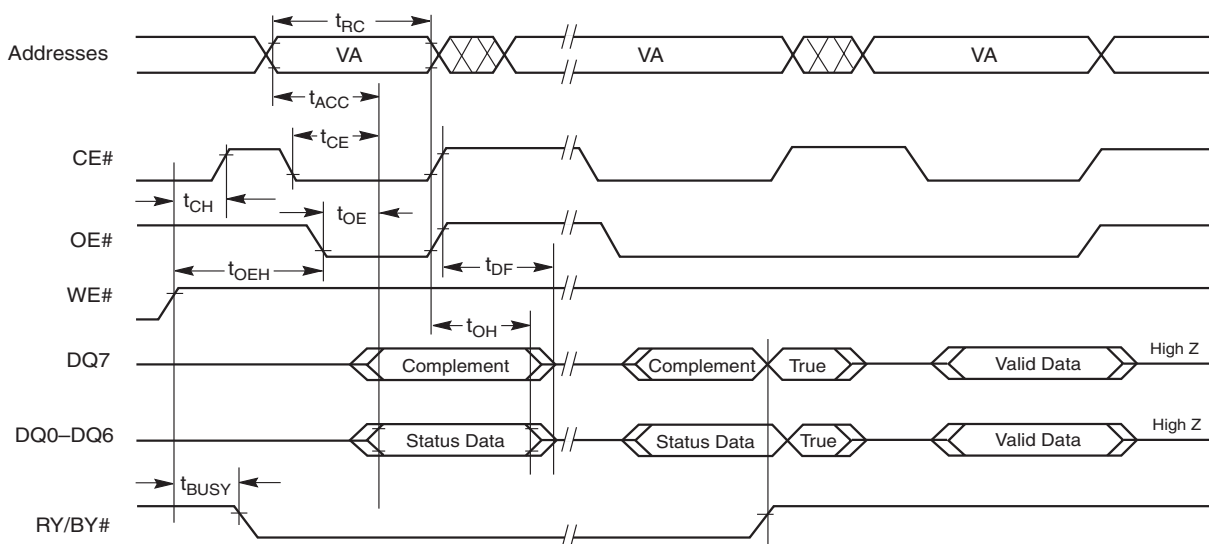 tRC
Addresses VA VA VA
tACC
tCE
CE#
tCH
tOE
OE#
tOEH
tDF
WE#
tOH
DQ7 Complement Complement True Valid Data High Z
DQ0–DQ6 Status Data Status Data True Valid Data High Z
tBUSY
RY/BY#